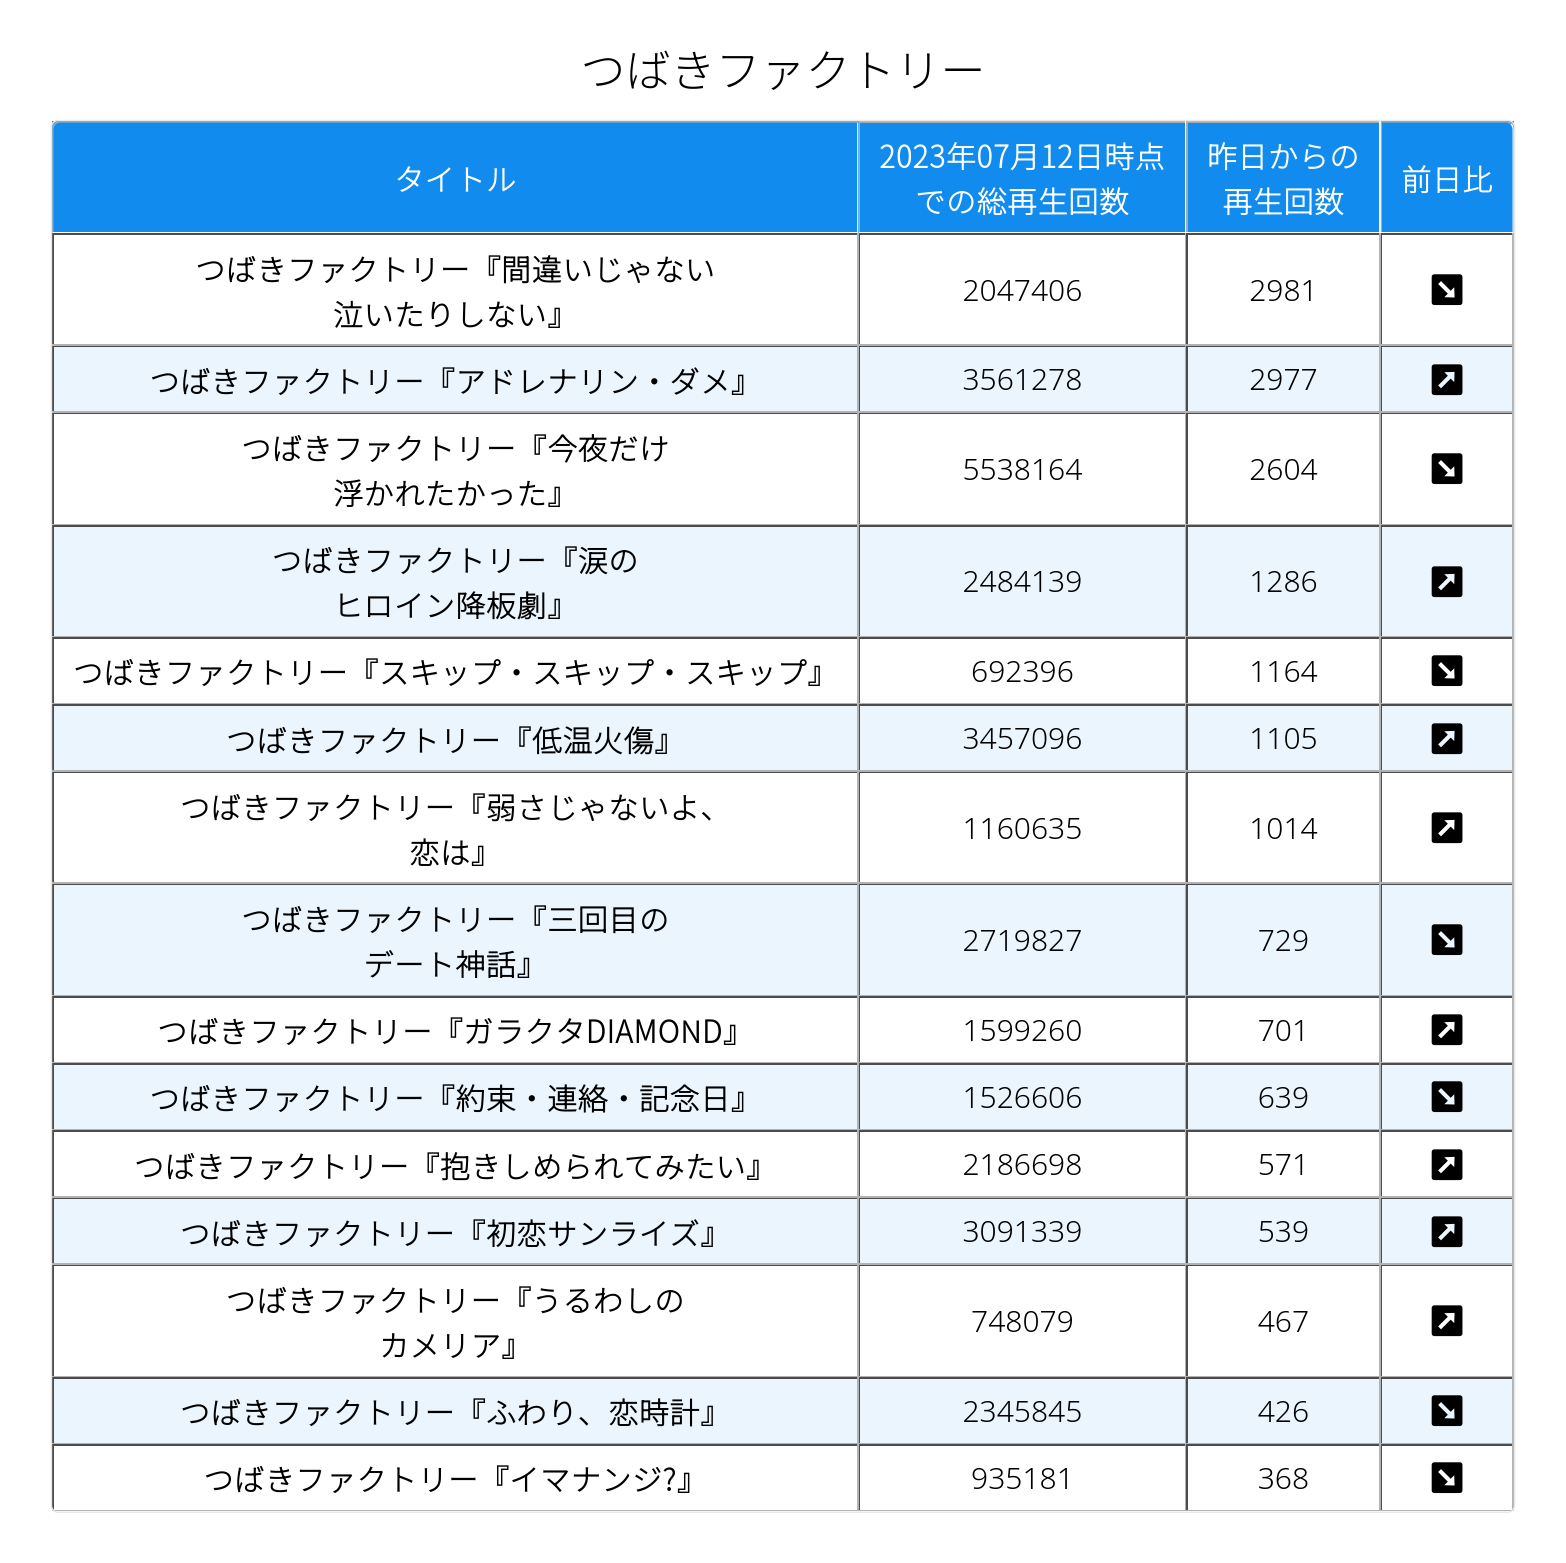 つばきファクトリー
タイトル
2023年07月12日時点
での総再生回数
昨日からの
再生回数
前日比
つばきファクトリー『間違いじゃない
泣いたりしない』
2047406
2981
つばきファクトリー『アドレナリン・ダメ』
3561278
2977
つばきファクトリー『今夜だけ
浮かれたかった』
5538164
2604
つばきファクトリー『涙の
ヒロイン降板劇』
2484139
1286
つばきファクトリー『スキップ・スキップ・スキップ』
692396
1164
つばきファクトリー『低温火傷』
3457096
1105
つばきファクトリー『弱さじゃないよ、
恋は』
1160635
1014
つばきファクトリー『三回目の
デート神話』
2719827
729
つばきファクトリー『ガラクタDIAMOND』
1599260
701
つばきファクトリー『約束・連絡・記念日』
1526606
639
つばきファクトリー『抱きしめられてみたい』
2186698
571
つばきファクトリー『初恋サンライズ』
3091339
539
つばきファクトリー『うるわしの
カメリア』
748079
467
つばきファクトリー『ふわり、恋時計』
2345845
426
つばきファクトリー『イマナンジ?』
935181
368